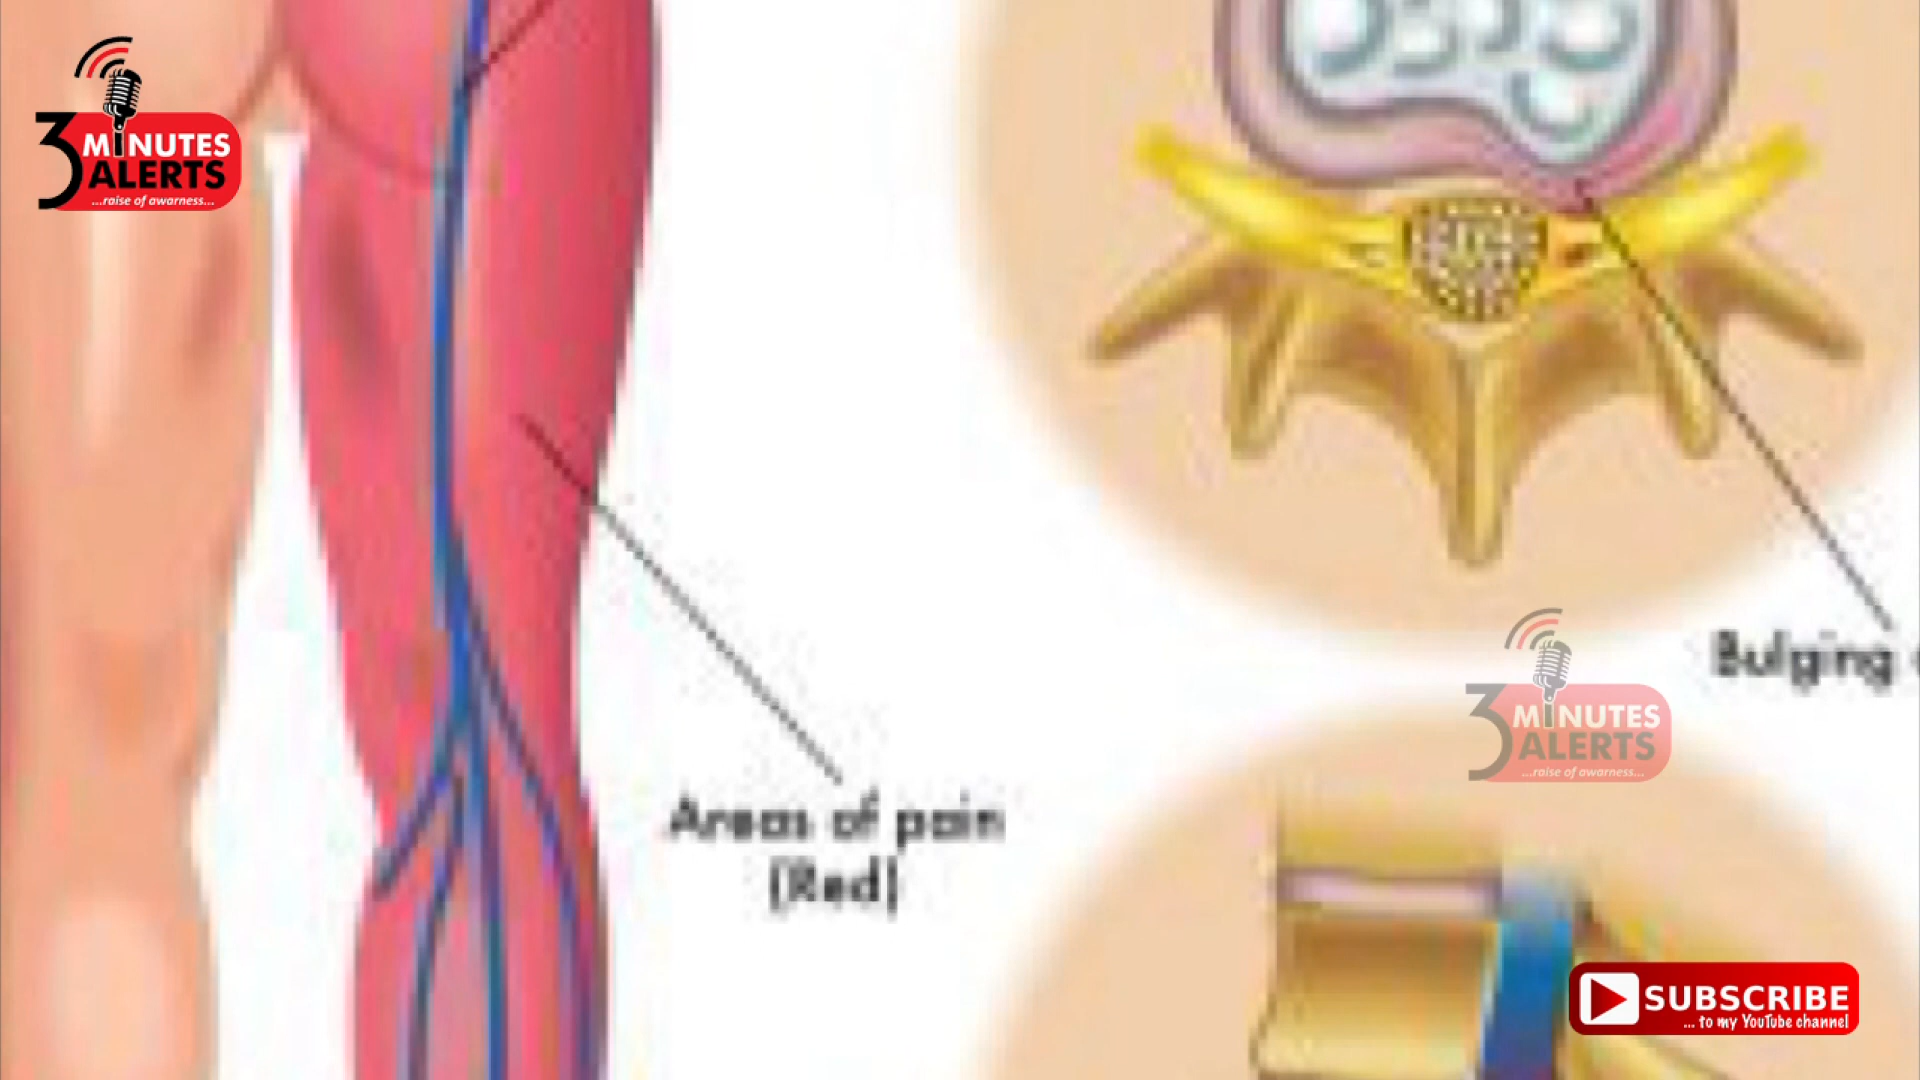 3 MINUTES
ALERTS
...raise of awarness...
Bulging
3 MINUTES
ALERTS
...raise of awarness...
Areas of pain
(Red)
SUBSCRIBE
... to my YouTube channel